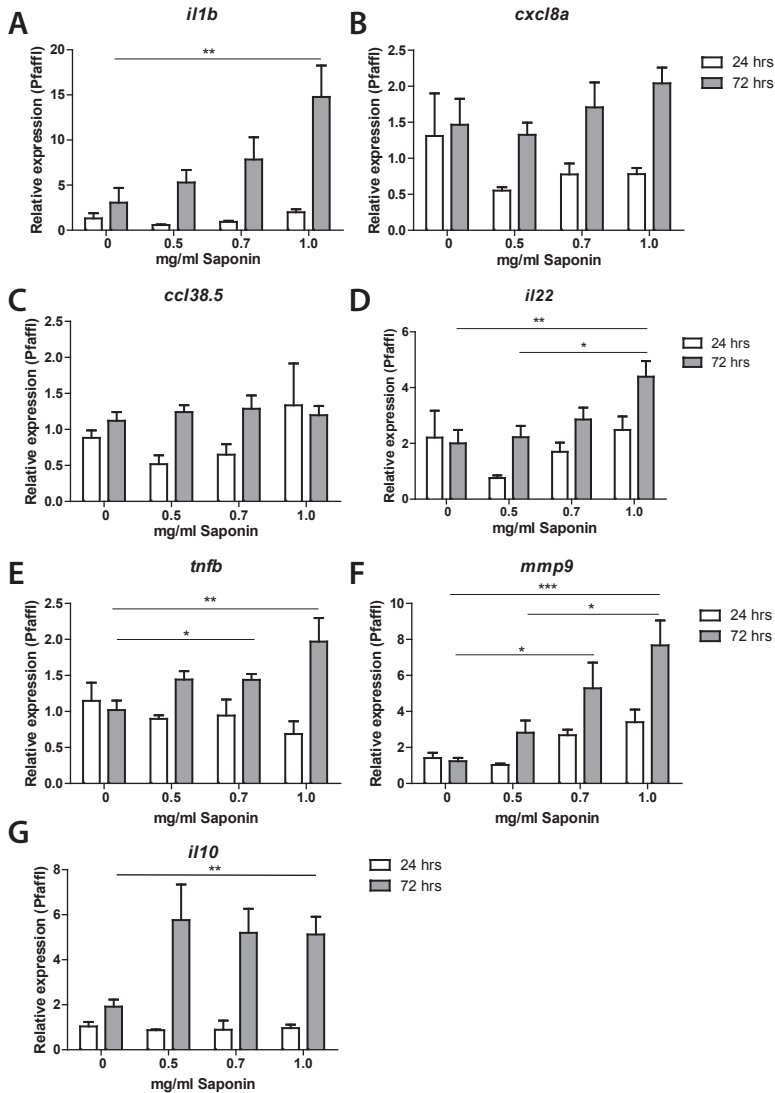 A
il1b
**
Relative expression (Pfaffl)
20
15
10
5
0
0 0.5 0.7 1.0
mg/ml Saponin
B
cxcl8a
Relative expression (Pfaffl)
2.5
2.0
1.5
1.0
0.5
0.0
0 0.5 0.7 1.0
mg/ml Saponin
24 hrs
72 hrs
C
ccl38.5
Relative expression (Pfaffl)
2.5
2.0
1.5
1.0
0.5
0.0
0 0.5 0.7 1.0
mg/ml Saponin
D
il22
**
*
Relative expression (Pfaffl)
6
4
2
0
0 0.5 0.7 1.0
mg/ml Saponin
24 hrs
72 hrs
E
tnfb
**
*
Relative expression (Pfaffl)
2.5
2.0
1.5
1.0
0.5
0.0
0 0.5 0.7 1.0
mg/ml Saponin
F
mmp9
***
*
*
Relative expression (Pfaffl)
10
8
6
4
2
0
0 0.5 0.7 1.0
mg/ml Saponin
24 hrs
72 hrs
G
il10
**
Relative expression (Pfaffl)
8
6
4
2
0
0 0.5 0.7 1.0
mg/ml Saponin
24 hrs
72 hrs